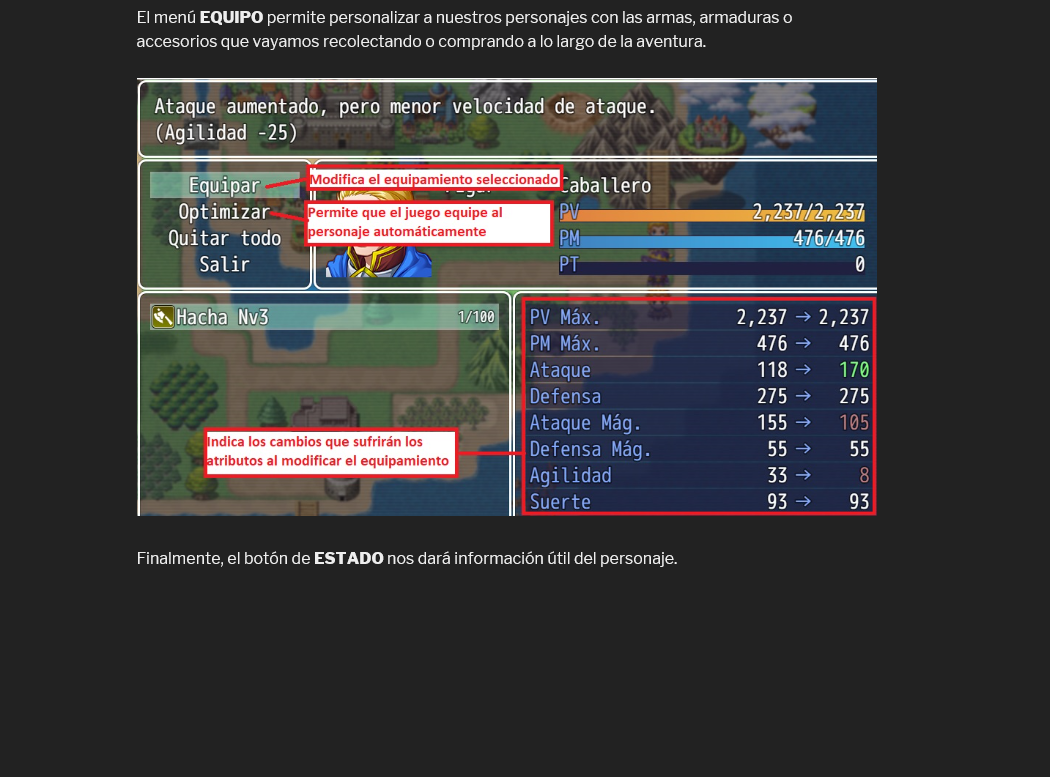 El menú EQUIPO permite personalizar a nuestros personajes con las armas, armaduras o
accesorios que vayamos recolectando o comprando a lo largo de la aventura.
Ataque aumentado, pero menor velocidad de ataque.
(Agilidad -25)
Equipar
Optimizar
Quitar todo
Salir
Modifica el equipamiento seleccionado
Permite que el juego equipe al
personaje automáticamente
Caballero
PV 2,237/2,237
PM 476/476
PT 0
Hacha Nv3 1/100
Indica los cambios que sufrirán los
atributos al modificar el equipamiento
PV Máx. 2,237 → 2,237
PM Máx. 476 → 476
Ataque 118 → 170
Defensa 275 → 275
Ataque Mág. 155 → 105
Defensa Mág. 55 → 55
Agilidad 33 → 8
Suerte 93 → 93
Finalmente, el botón de ESTADO nos dará información útil del personaje.